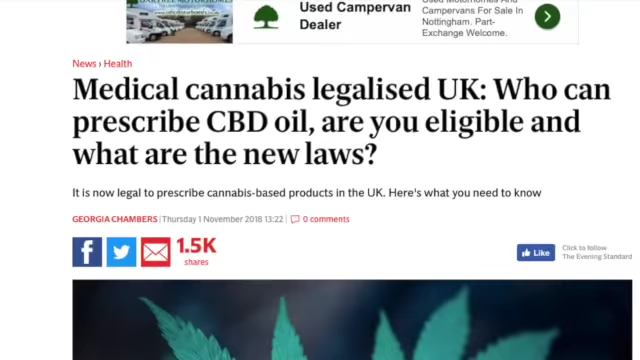 Used Campervan
Dealer
Used Motorhomes And
Campervans For Sale In
Nottingham. Part-
Exchange Welcome.
News › Health
Medical cannabis legalised UK: Who can
prescribe CBD oil, are you eligible and
what are the new laws?
It is now legal to prescribe cannabis-based products in the UK. Here's what you need to know
GEORGIA CHAMBERS | Thursday 1 November 2018 13:22 | 0 comments
1.5K
shares
Like
Click to follow
The Evening Standard